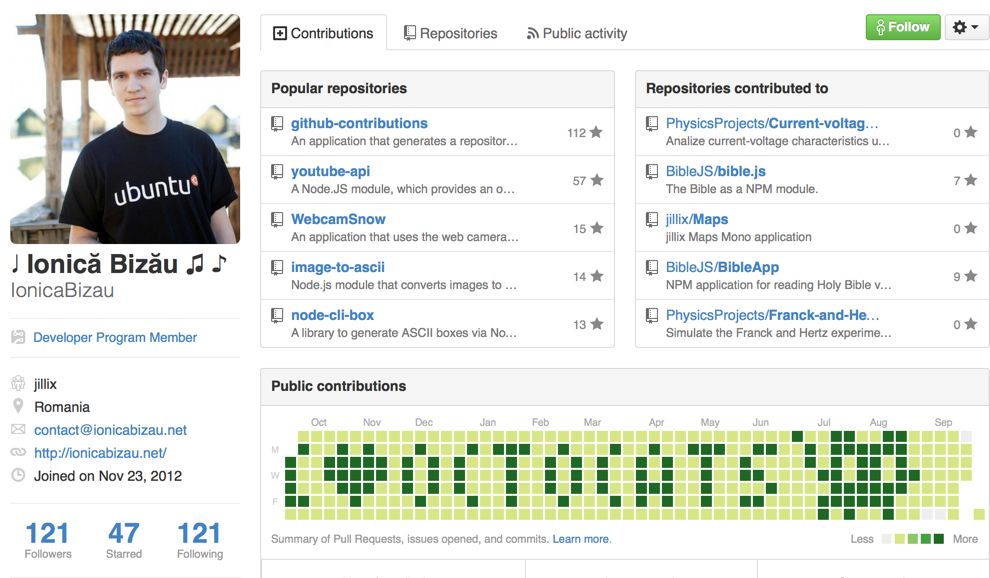 ubuntu
♩ Ionică Bizău ♫ ♪
IonicaBizau
Developer Program Member
jillix
Romania
contact@ionicabizau.net
http://ionicabizau.net/
Joined on Nov 23, 2012
121 47 121
Followers Starred Following
Contributions Repositories Public activity
Follow
Popular repositories
github-contributions
An application that generates a repositor…
112
youtube-api
A Node.JS module, which provides an o…
57
WebcamSnow
An application that uses the web camera…
15
image-to-ascii
Node.js module that converts images to …
14
node-cli-box
A library to generate ASCII boxes via No…
13
Repositories contributed to
PhysicsProjects/Current-voltag…
Analize current-voltage characteristics u…
0
BibleJS/bible.js
The Bible as a NPM module.
7
jillix/Maps
jillix Maps Mono application
0
BibleJS/BibleApp
NPM application for reading Holy Bible v…
9
PhysicsProjects/Franck-and-He…
Simulate the Franck and Hertz experime…
0
Public contributions
Oct Nov Dec Jan Feb Mar Apr May Jun Jul Aug Sep
M
W
F
Summary of Pull Requests, issues opened, and commits. Learn more.
Less More